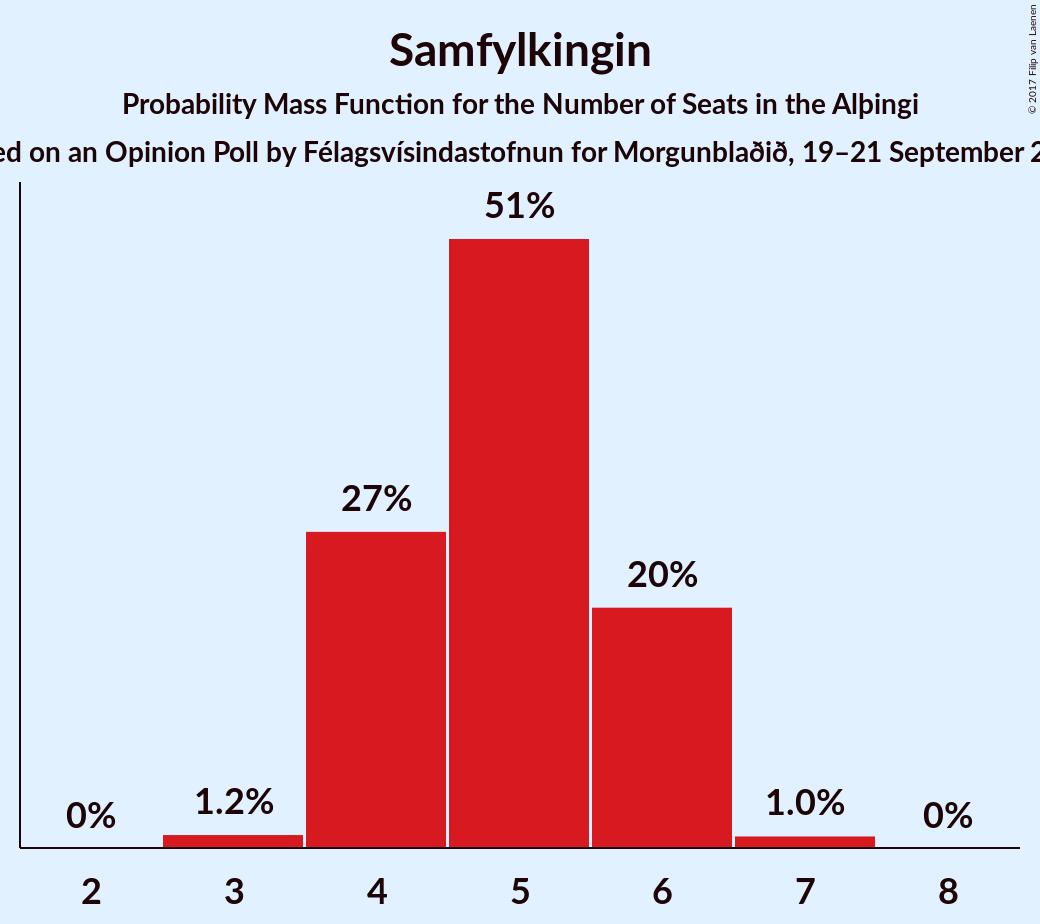 Samfylkingin
Probability Mass Function for the Number of Seats in the Alþingi
on an Opinion Poll by Félagsvísindastofnun for Morgunblaðið, 19–21 September
© 2017 Filip van Laenen
51%
27%
20%
1.2%
1.0%
0%
0%
2 3 4 5 6 7 8